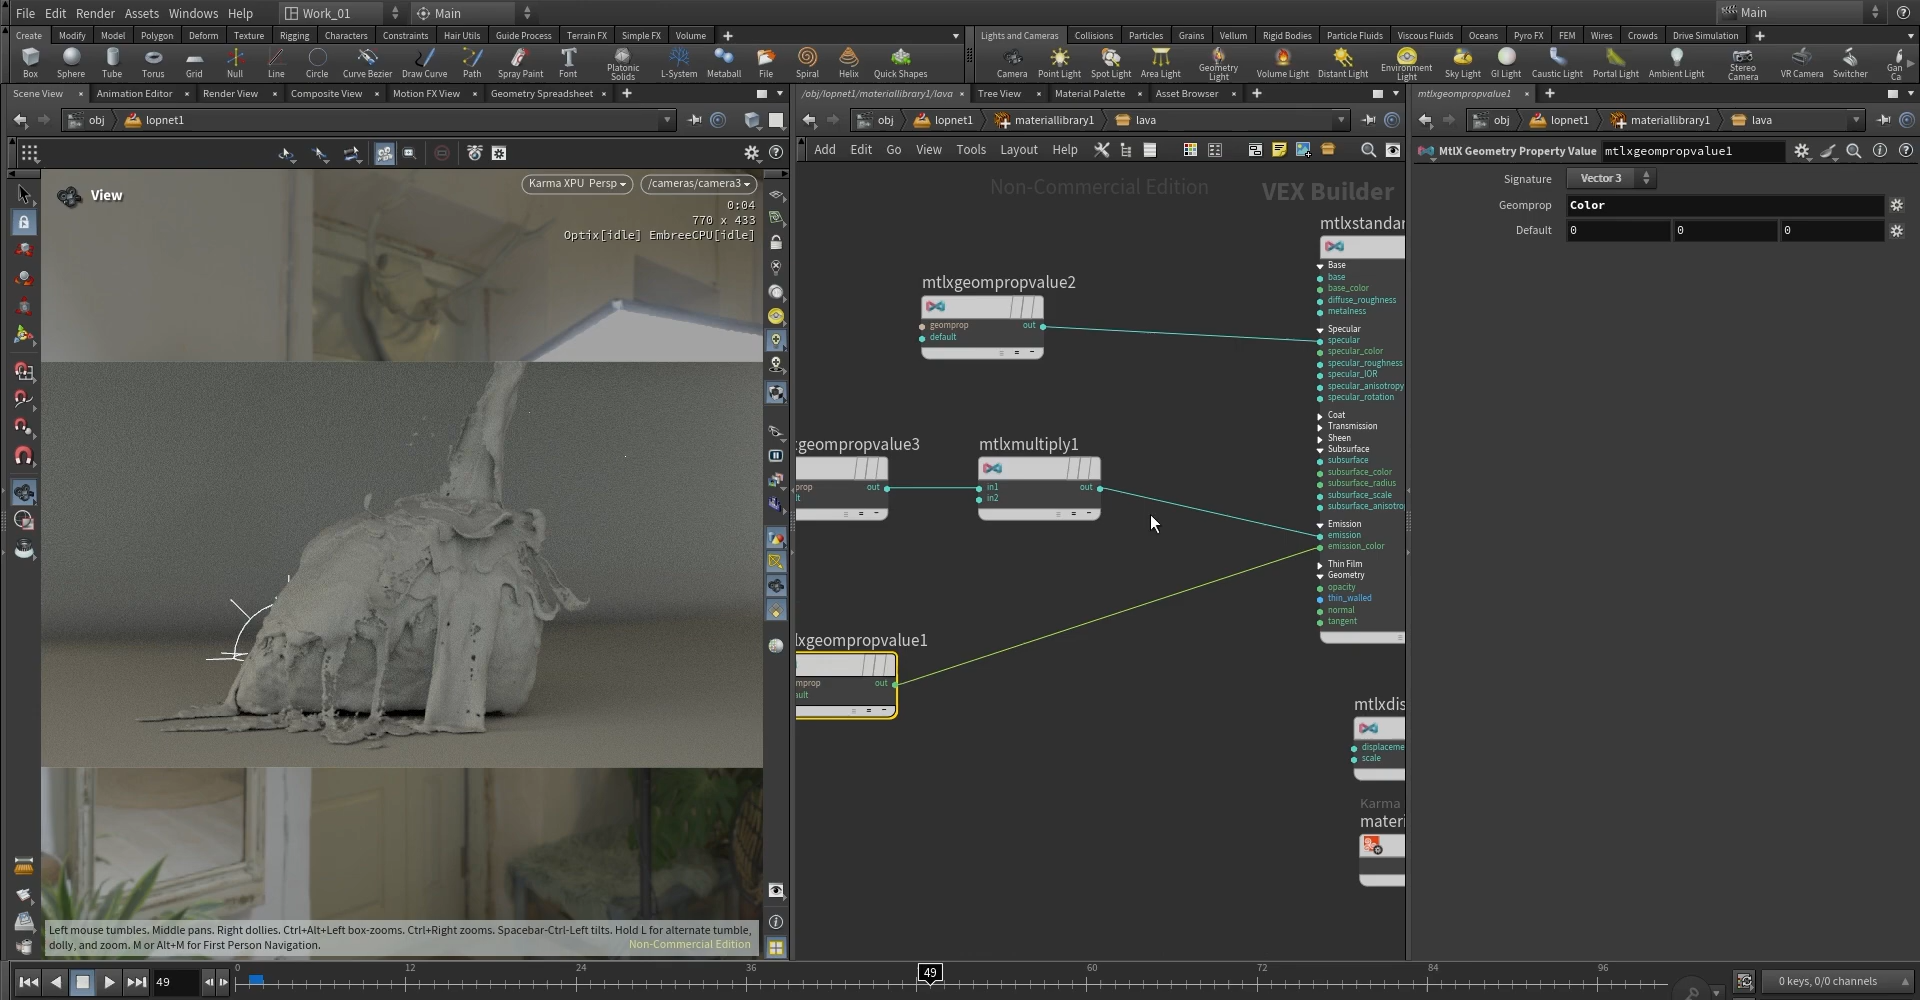 File Edit Render Assets Windows Help Work_01 Main Main
Create Modify Model Polygon Deform Texture Rigging Characters Constraints Hair Utils Guide Process Terrain FX Simple FX Volume
Lights and Cameras Collisions Particles Grains Vellum Rigid Bodies Particle Fluids Viscous Fluids Oceans Pyro FX FEM Wires Crowds Drive Simulation
Box Sphere Tube Torus Grid Null Line Circle Curve Bezier Draw Curve Path Spray Paint Font Platonic Solids L-System Metaball File Spiral Helix Quick Shapes
Camera Point Light Spot Light Area Light Geometry Light Volume Light Distant Light Environment Light Sky Light GI Light Caustic Light Portal Light Ambient Light Stereo Camera VR Camera Switcher Gan Ca
Scene View Animation Editor Render View Composite View Motion FX View Geometry Spreadsheet
/obj/lopnet1/materiallibrary1/lava Tree View Material Palette Asset Browser
mtlxgeompropvalue1
obj lopnet1
obj lopnet1 materiallibrary1 lava
obj lopnet1 materiallibrary1 lava
Add Edit Go View Tools Layout Help
MtlX Geometry Property Value mtlxgeompropvalue1
Signature Vector 3
Geomprop Color
Default 0 0 0
View
Karma XPU Persp /cameras/camera3
0:04
770 x 433
Optix[idle] EmbreeCPU[idle]
Non-Commercial Edition
VEX Builder
mtlxgeompropvalue2
geomprop out
default
geompropvalue3
prop out
lt
mtlxmultiply1
in1 out
in2
lxgeompropvalue1
mprop out
ault
mtlxstandar
Base
base
base_color
diffuse_roughness
metalness
Specular
specular
specular_color
specular_roughness
specular_IOR
specular_anisotropy
specular_rotation
Coat
Transmission
Sheen
Subsurface
subsurface
subsurface_color
subsurface_radius
subsurface_scale
subsurface_anisotro
Emission
emission
emission_color
Thin Film
Geometry
opacity
thin_walled
normal
tangent
mtlxdis
displaceme
scale
Karma
materi
Left mouse tumbles. Middle pans. Right dollies. Ctrl+Alt+Left box-zooms. Ctrl+Right zooms. Spacebar-Ctrl-Left tilts. Hold L for alternate tumble,
dolly, and zoom. M or Alt+M for First Person Navigation.
Non-Commercial Edition
49
0 12 24 36 49 60 72 84 96
0 keys, 0/0 channels